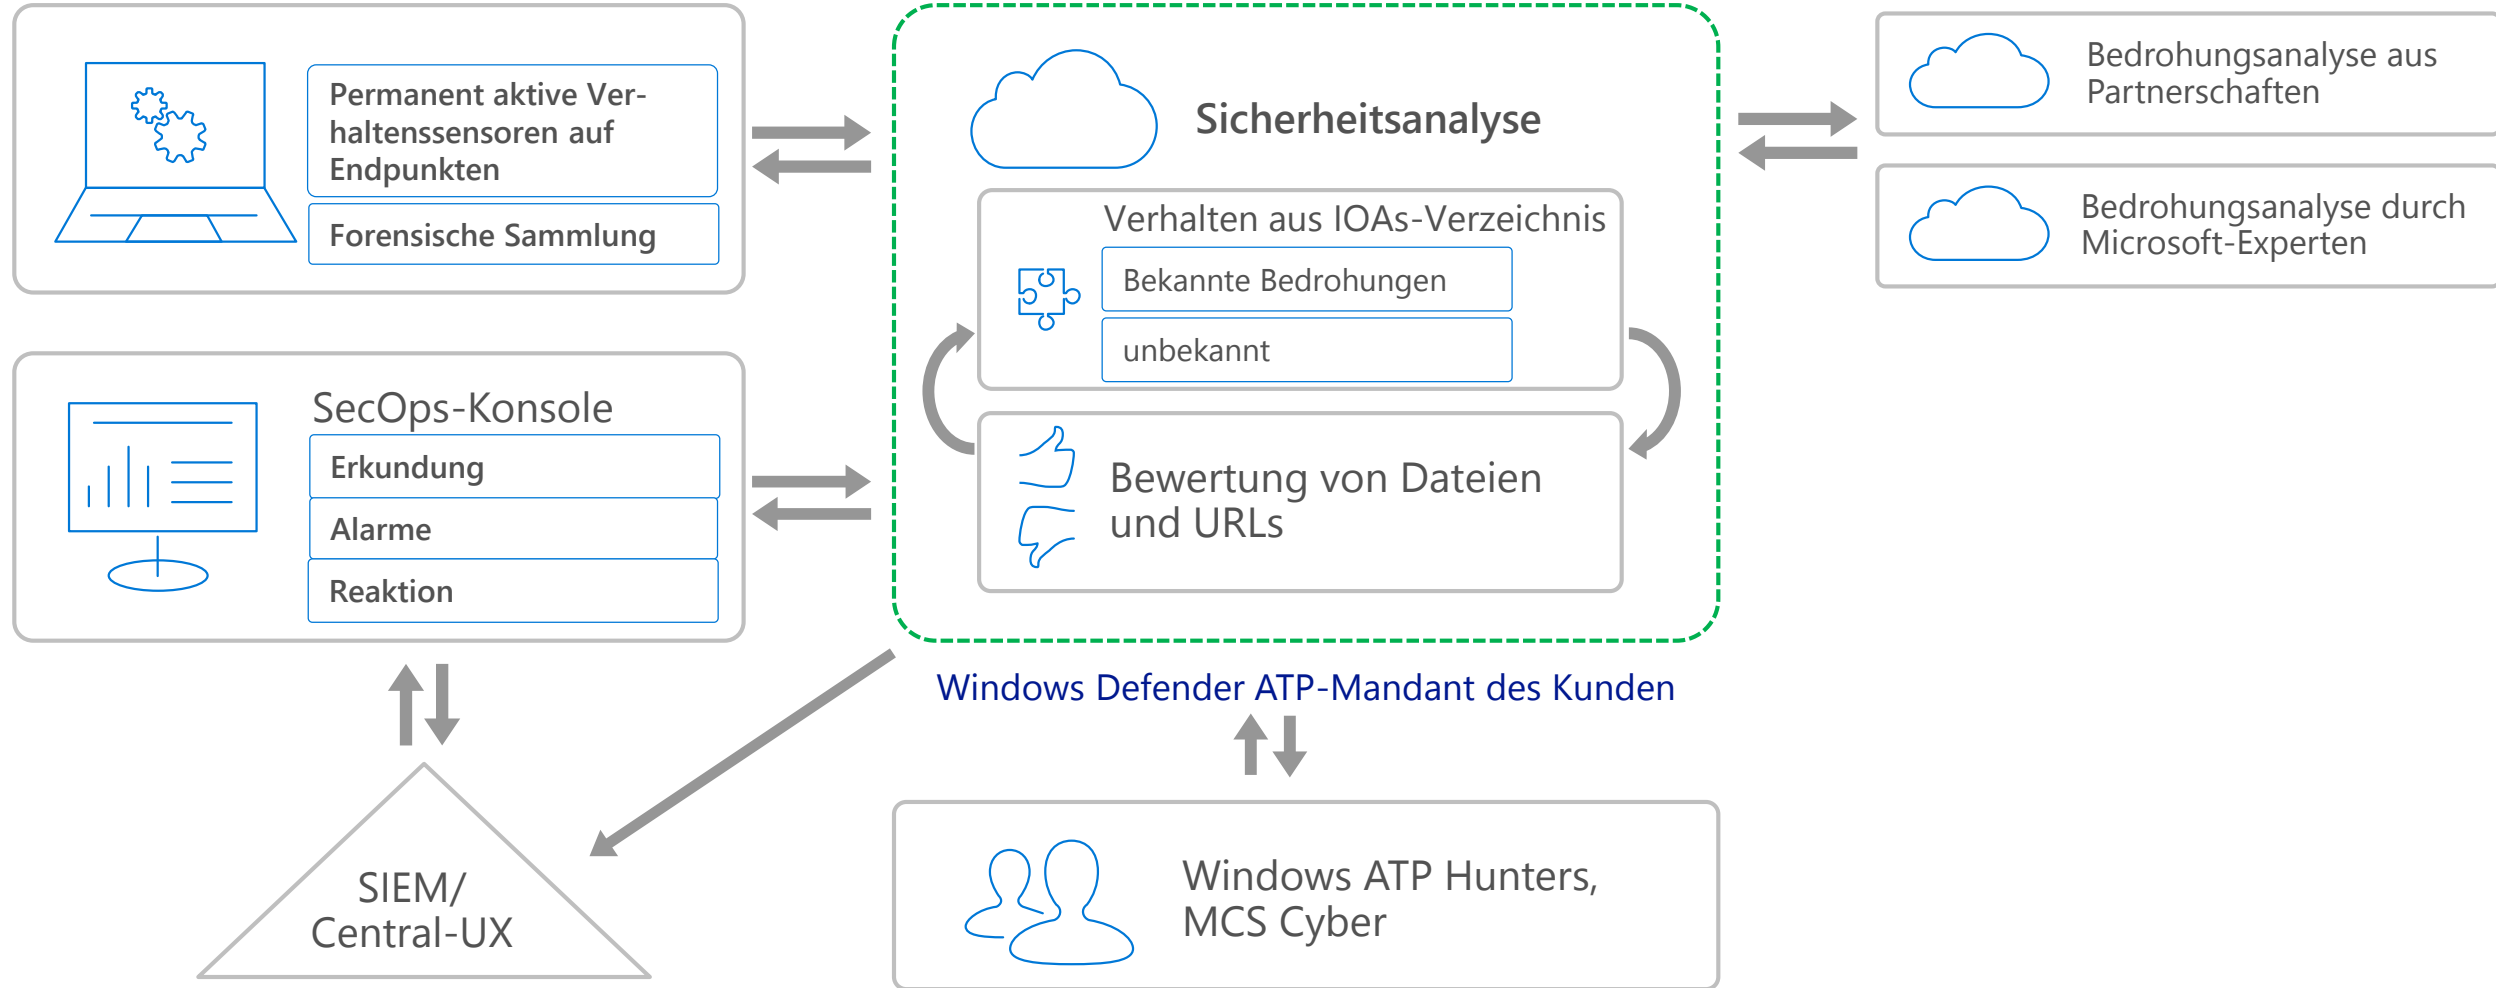 Permanent aktive Ver-
haltenssensoren auf
Endpunkten
Forensische Sammlung
SecOps-Konsole
Erkundung
Alarme
Reaktion
SIEM/
Central-UX
Sicherheitsanalyse
Verhalten aus IOAs-Verzeichnis
Bekannte Bedrohungen
unbekannt
Bewertung von Dateien
und URLs
Windows Defender ATP-Mandant des Kunden
Windows ATP Hunters,
MCS Cyber
Bedrohungsanalyse aus
Partnerschaften
Bedrohungsanalyse durch
Microsoft-Experten